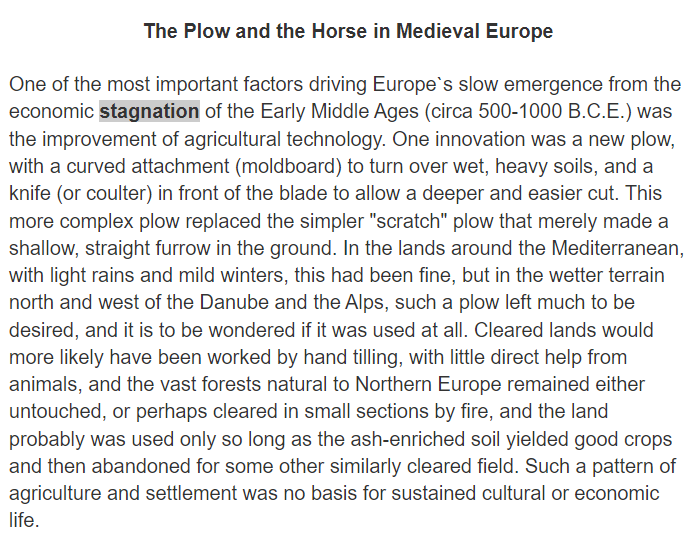 The Plow and the Horse in Medieval Europe
One of the most important factors driving Europe`s slow emergence from the
economic stagnation of the Early Middle Ages (circa 500-1000 B.C.E.) was
the improvement of agricultural technology. One innovation was a new plow,
with a curved attachment (moldboard) to turn over wet, heavy soils, and a
knife (or coulter) in front of the blade to allow a deeper and easier cut. This
more complex plow replaced the simpler "scratch" plow that merely made a
shallow, straight furrow in the ground. In the lands around the Mediterranean,
with light rains and mild winters, this had been fine, but in the wetter terrain
north and west of the Danube and the Alps, such a plow left much to be
desired, and it is to be wondered if it was used at all. Cleared lands would
more likely have been worked by hand tilling, with little direct help from
animals, and the vast forests natural to Northern Europe remained either
untouched, or perhaps cleared in small sections by fire, and the land
probably was used only so long as the ash-enriched soil yielded good crops
and then abandoned for some other similarly cleared field. Such a pattern of
agriculture and settlement was no basis for sustained cultural or economic
life.